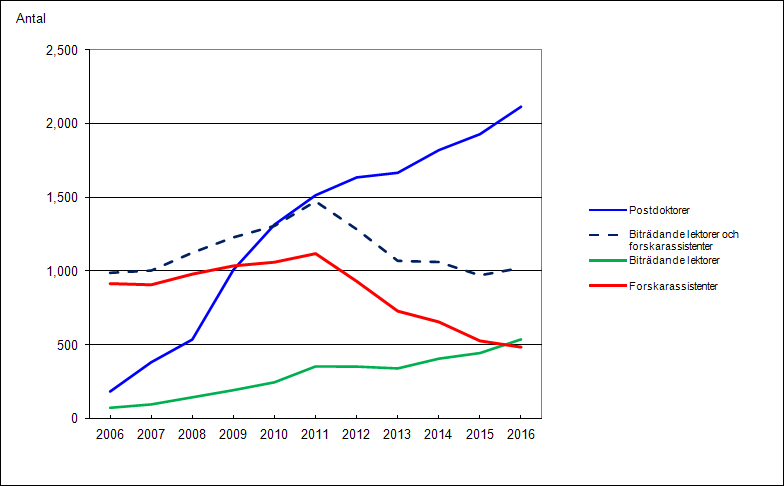 Antal
2,500
2,000
1,500
1,000
500
0
2006 2007 2008 2009 2010 2011 2012 2013 2014 2015 2016
Postdoktorer
Biträdande lektorer och
forskarassistenter
Biträdande lektorer
Forskarassistenter